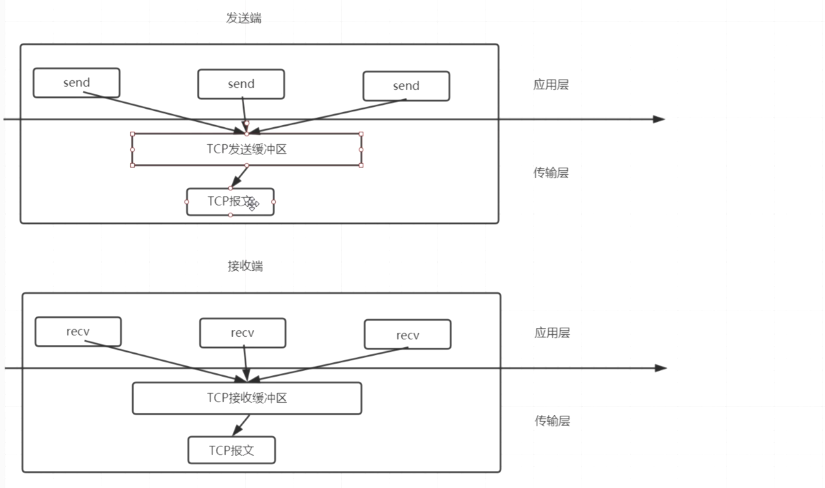 发送端
send
send
send
应用层
TCP发送缓冲区
传输层
TCP报文
接收端
recv
recv
recv
应用层
TCP接收缓冲区
传输层
TCP报文